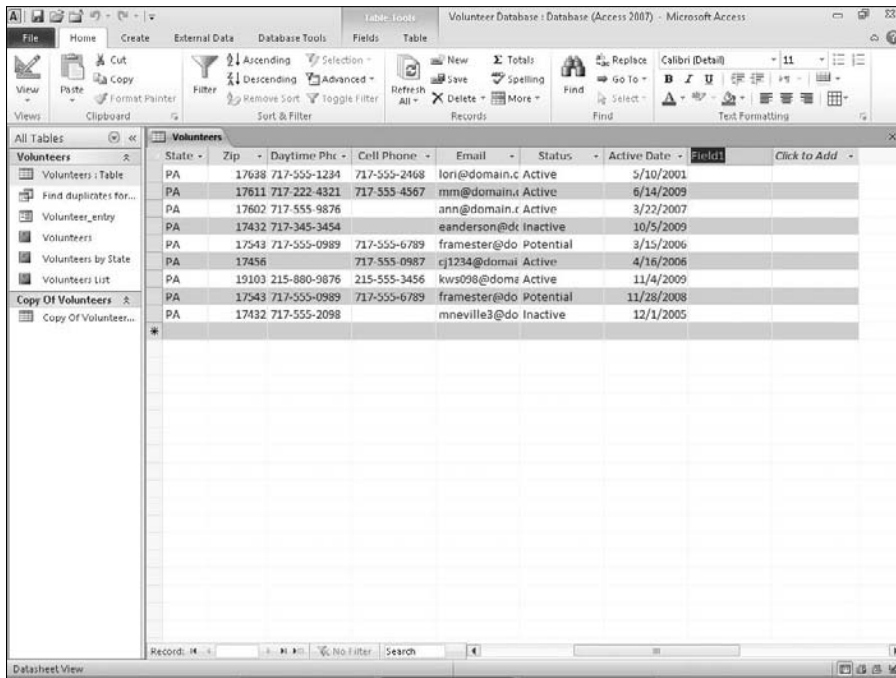 Table Tools
Volunteer Database : Database (Access 2007) - Microsoft Access
File Home Create External Data Database Tools Fields Table
View
Views
Paste
Cut
Copy
Format Painter
Clipboard
Filter
Ascending
Descending
Remove Sort
Selection
Advanced
Toggle Filter
Sort & Filter
Refresh All
New
Save
Delete
Totals
Spelling
More
Records
Find
Replace
Go To
Select
Find
Calibri (Detail) 11
B I U
Text Formatting
All Tables
Volunteers
Volunteers : Table
Find duplicates for...
Volunteer_entry
Volunteers
Volunteers by State
Volunteers List
Copy Of Volunteers
Copy Of Volunteer...
Volunteers
State Zip Daytime Phc Cell Phone Email Status Active Date Field1 Click to Add
PA 17638 717-555-1234 717-555-2468 lori@domain.c Active 5/10/2001
PA 17611 717-222-4321 717-555-4567 mm@domain.c Active 6/14/2009
PA 17602 717-555-9876 ann@domain.c Active 3/22/2007
PA 17432 717-345-3454 eanderson@dc Inactive 10/5/2009
PA 17543 717-555-0989 717-555-6789 framester@do Potential 3/15/2006
PA 17456 717-555-0987 cj1234@domai Active 4/16/2006
PA 19103 215-880-9876 215-555-3456 kws098@doma Active 11/4/2009
PA 17543 717-555-0989 717-555-6789 framester@do Potential 11/28/2008
PA 17432 717-555-2098 mneville3@do Inactive 12/1/2005
Record: No Filter Search
Datasheet View